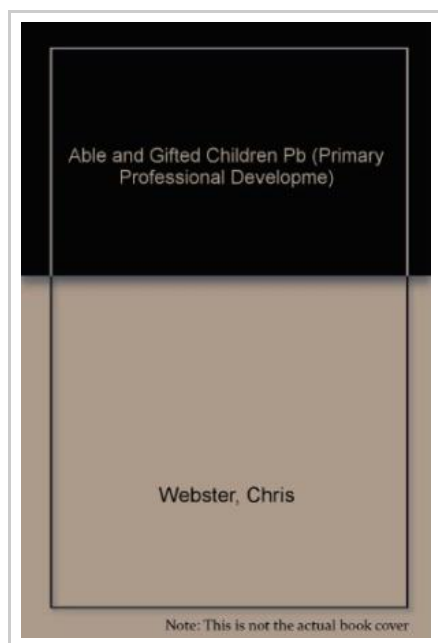 Able and Gifted Children Pb (Primary
Professional Developme)
Webster, Chris
Note: This is not the actual book cover